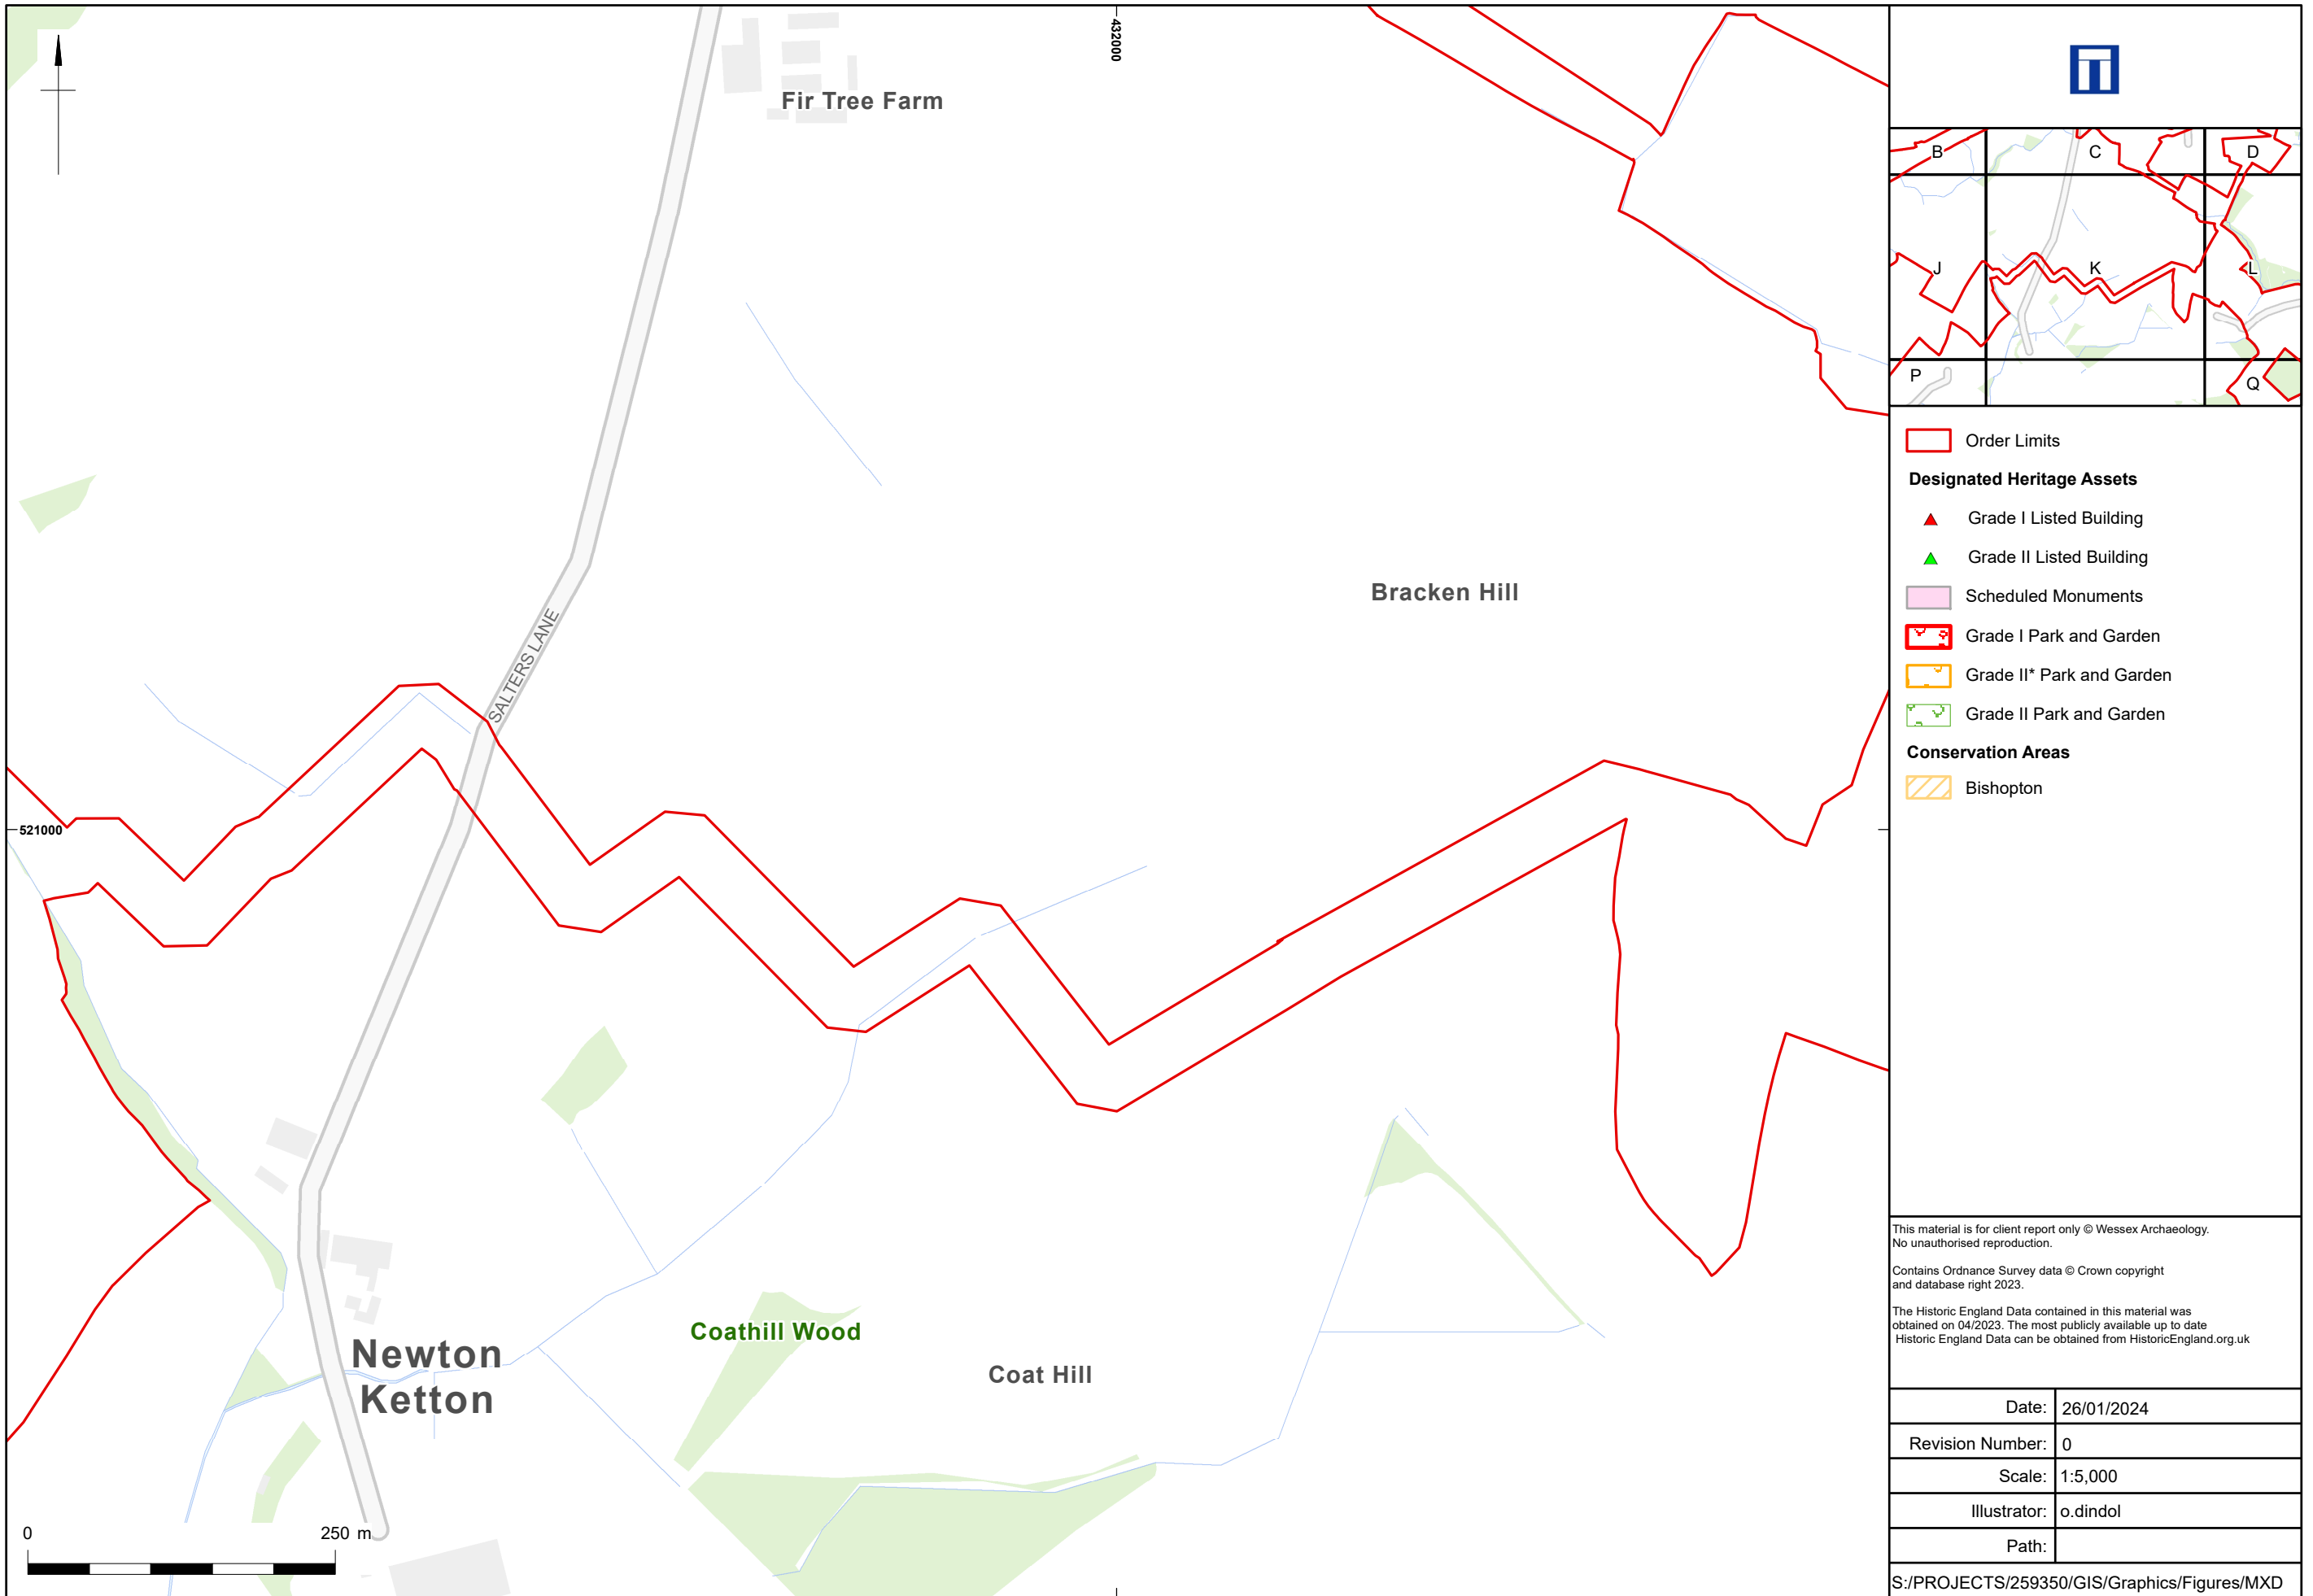 432000
Fir Tree Farm
Bracken Hill
SALTERS LANE
521000
Coathill Wood
Coat Hill
Newton
Ketton
0 250 m
B C D
J K L
P Q
Order Limits
Designated Heritage Assets
Grade I Listed Building
Grade II Listed Building
Scheduled Monuments
Grade I Park and Garden
Grade II* Park and Garden
Grade II Park and Garden
Conservation Areas
Bishopton
This material is for client report only © Wessex Archaeology.
No unauthorised reproduction.
Contains Ordnance Survey data © Crown copyright
and database right 2023.
The Historic England Data contained in this material was
obtained on 04/2023. The most publicly available up to date
Historic England Data can be obtained from HistoricEngland.org.uk
Date: 26/01/2024
Revision Number: 0
Scale: 1:5,000
Illustrator: o.dindol
Path:
S:/PROJECTS/259350/GIS/Graphics/Figures/MXD